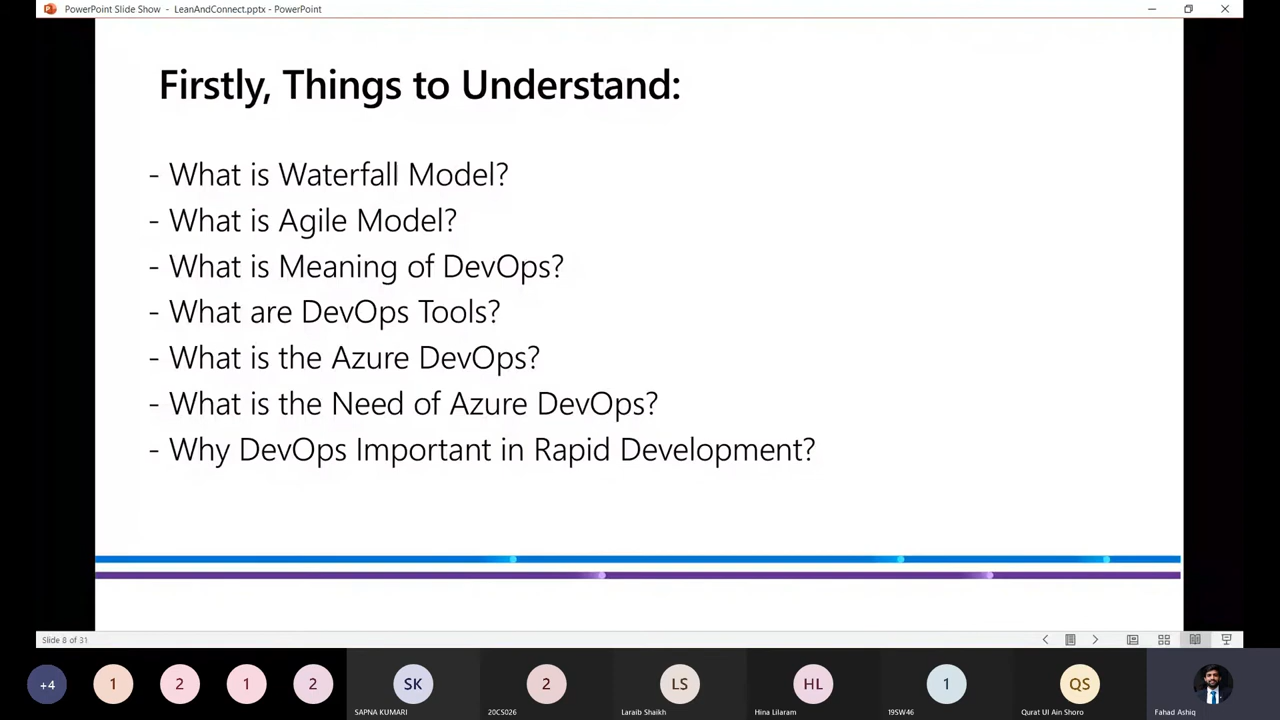 PowerPoint Slide Show - LeanAndConnect.pptx - PowerPoint
Firstly, Things to Understand:
- What is Waterfall Model?
- What is Agile Model?
- What is Meaning of DevOps?
- What are DevOps Tools?
- What is the Azure DevOps?
- What is the Need of Azure DevOps?
- Why DevOps Important in Rapid Development?
Slide 8 of 31
+4 1 2 1 2 SK 2 LS HL 1 QS
SAPNA KUMARI 20CS026 Laraib Shaikh Hina Lilaram 19SW46 Qurat Ul Ain Shoro Fahad Ashiq